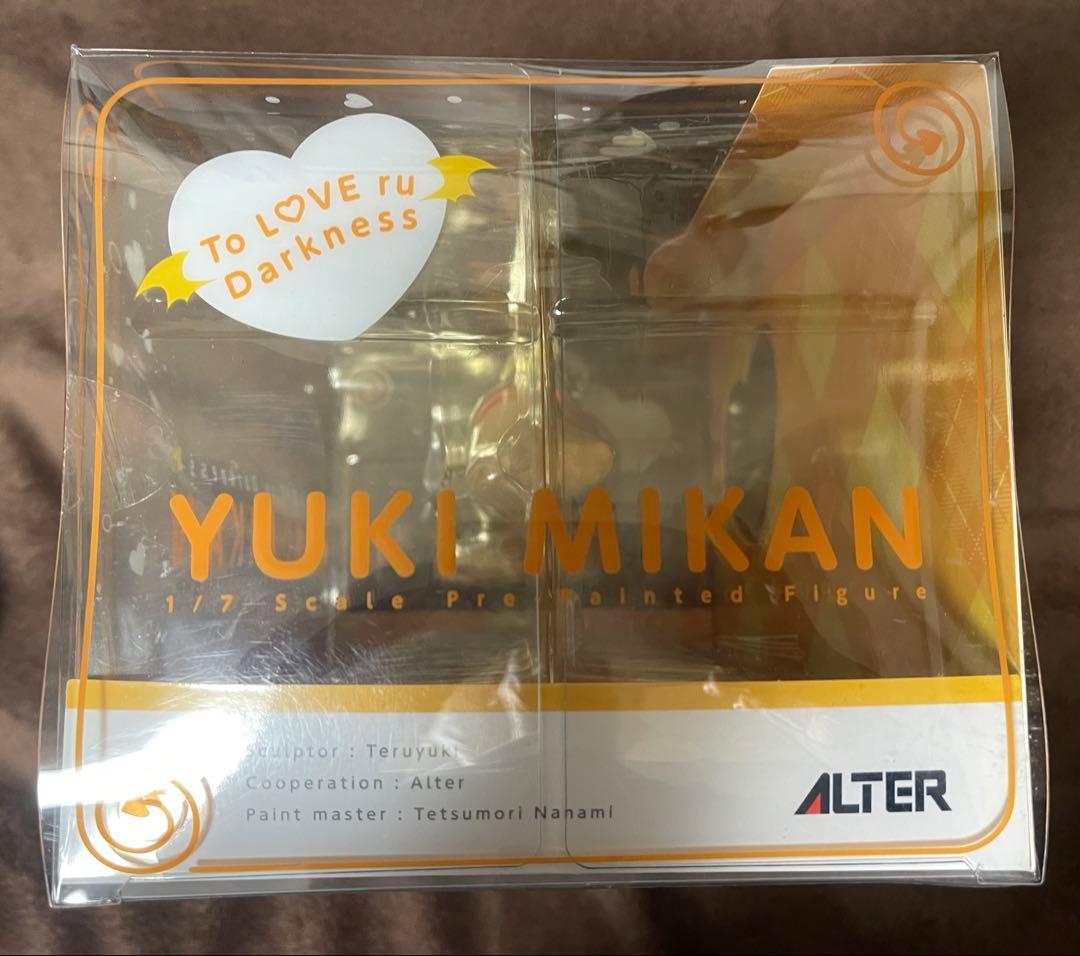 To L♡VE ru
Darkness
YUKI MIKAN
1/7 Scale Pre-Painted Figure
Sculptor : Teruyuki
Cooperation : Alter
Paint master : Tetsumori Nanami
ALTER